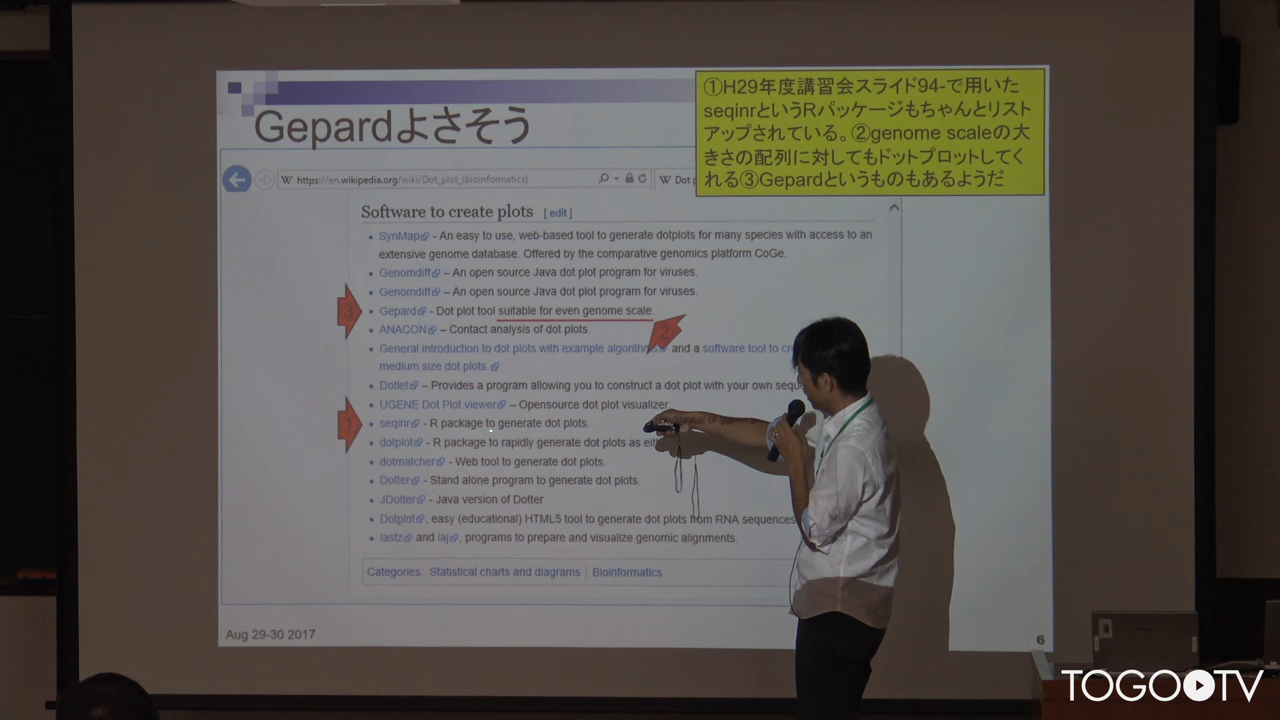 Gepardよさそう
①H29年度講習会スライド94-で用いた
seqinrというRパッケージもちゃんとリスト
アップされている。②genome scaleの大
きさの配列に対してもドットプロットしてく
れる③Gepardというものもあるようだ
W https://en.wikipedia.org/wiki/Dot_plot_(bioinformatics)
W Dot p
Software to create plots [ edit ]
• SynMap - An easy to use, web-based tool to generate dotplots for many species with access to an
extensive genome database. Offered by the comparative genomics platform CoGe.
• Genomdiff – An open source Java dot plot program for viruses.
• Genomdiff – An open source Java dot plot program for viruses.
③
• Gepard - Dot plot tool suitable for even genome scale.
②
• ANACON – Contact analysis of dot plots.
• General introduction to dot plots with example algorithms and a software tool to cr
medium size dot plots.
• Dotlet – Provides a program allowing you to construct a dot plot with your own sequ
• UGENE Dot Plot viewer – Opensource dot plot visualizer.
①
• seqinr - R package to generate dot plots.
• dotplot - R package to rapidly generate dot plots as eit
• dotmatcher - Web tool to generate dot plots.
• Dotter - Stand alone program to generate dot plots.
• JDotter - Java version of Dotter
• Dotplot, easy (educational) HTML5 tool to generate dot plots from RNA sequences
• lastz and laj, programs to prepare and visualize genomic alignments.
Categories: Statistical charts and diagrams | Bioinformatics
Aug 29-30 2017
6
TOGO TV